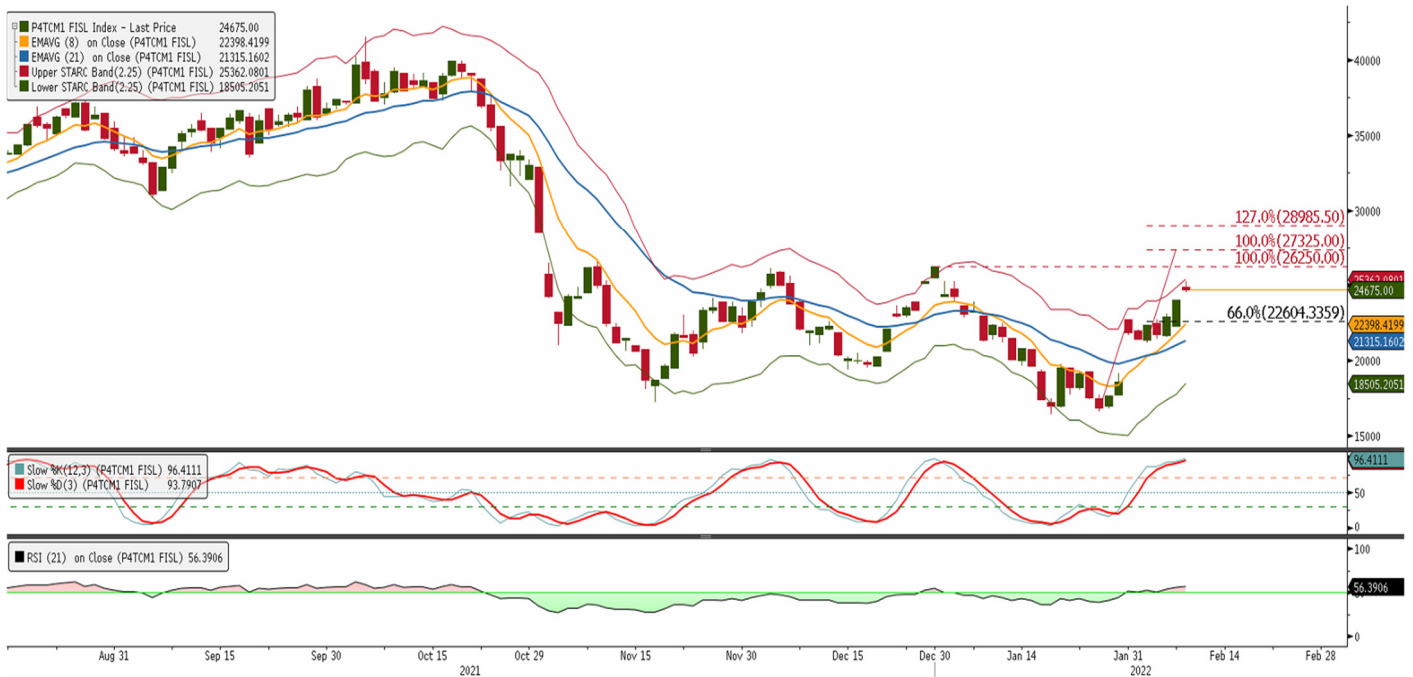 P4TCM1 FISL Index - Last Price 24675.00
EMAVG (8) on Close (P4TCM1 FISL) 22398.4199
EMAVG (21) on Close (P4TCM1 FISL) 21315.1602
Upper STARC Band(2.25) (P4TCM1 FISL) 25362.0801
Lower STARC Band(2.25) (P4TCM1 FISL) 18505.2051
40000
35000
30000
127.0%(28985.50)
100.0%(27325.00)
100.0%(26250.00)
25362.0801
24675.00
66.0%(22604.3359)
22398.4199
21315.1602
20000
18505.2051
15000
Slow %K(12,3) (P4TCM1 FISL) 96.4111
Slow %D(3) (P4TCM1 FISL) 93.7907
96.4111
50
0
RSI (21) on Close (P4TCM1 FISL) 56.3906
100
56.3906
0
Aug 31 Sep 15 Sep 30 Oct 15 Oct 29 Nov 15 Nov 30 Dec 15 Dec 30 Jan 14 Jan 31 Feb 14 Feb 28
2021 2022